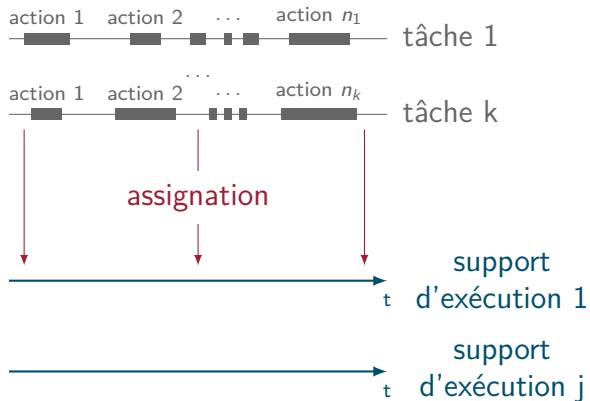 action 1 action 2 ... action n₁
tâche 1
...
action 1 action 2 ... action nₖ
tâche k
assignation
support
t d'exécution 1
support
t d'exécution j